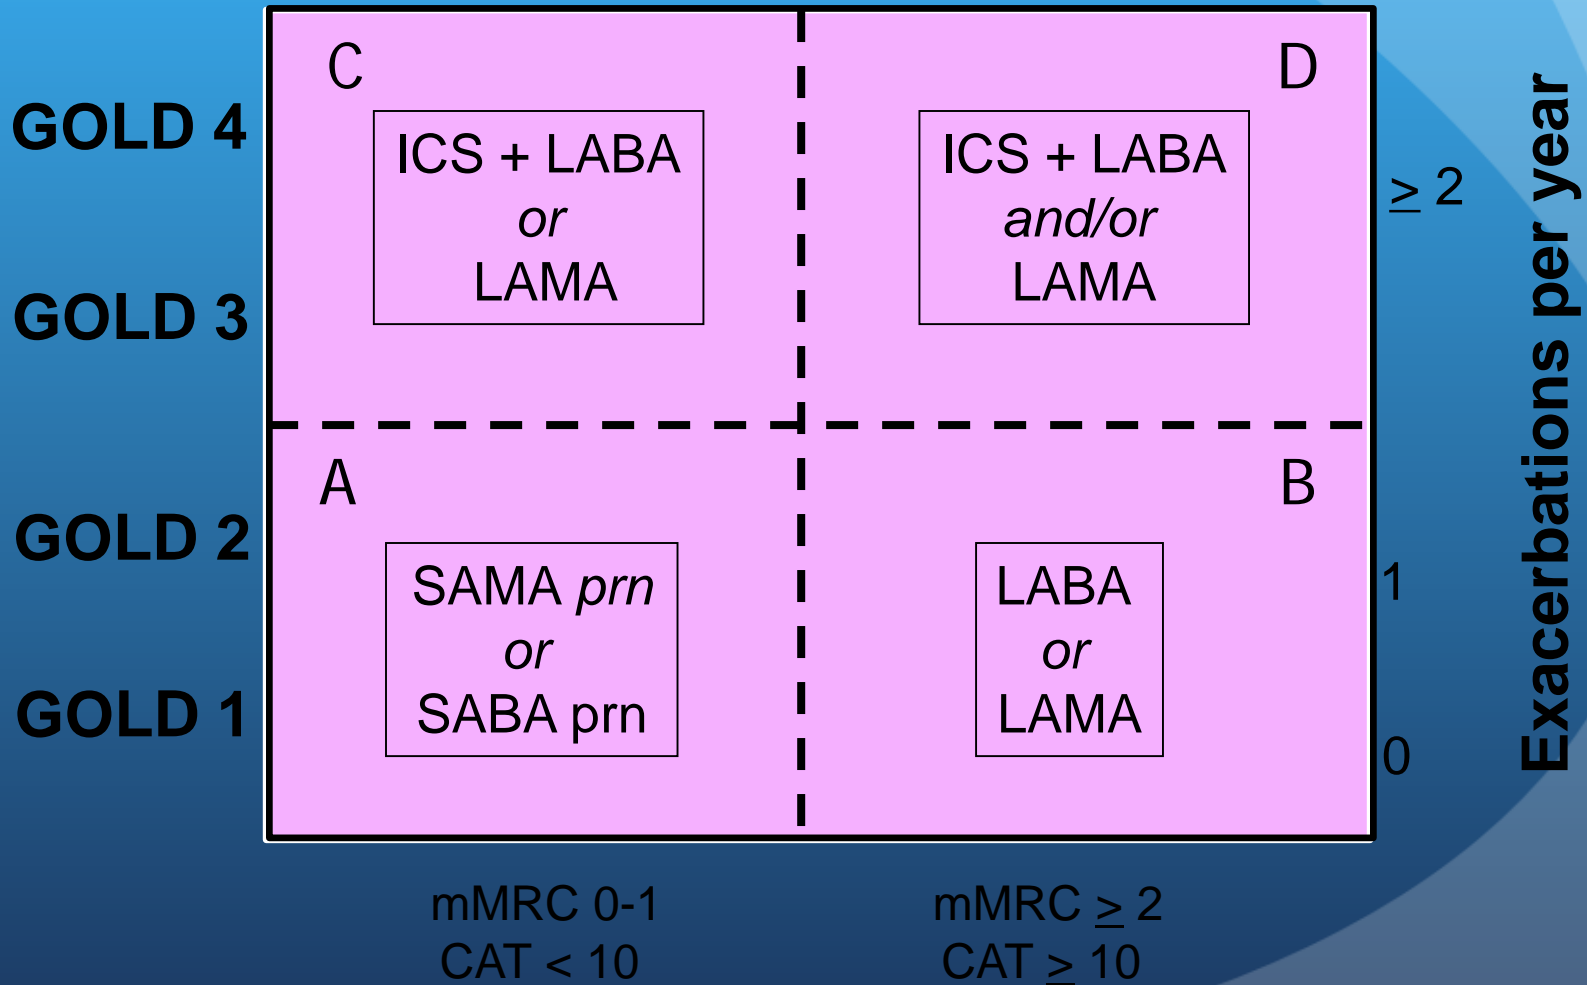 C
D
GOLD 4
ICS + LABA
or
LAMA
ICS + LABA
and/or
LAMA
≥ 2
GOLD 3
A
B
GOLD 2
SAMA prn
or
SABA prn
LABA
or
LAMA
1
GOLD 1
0
Exacerbations per year
mMRC 0-1
CAT < 10
mMRC ≥ 2
CAT ≥ 10